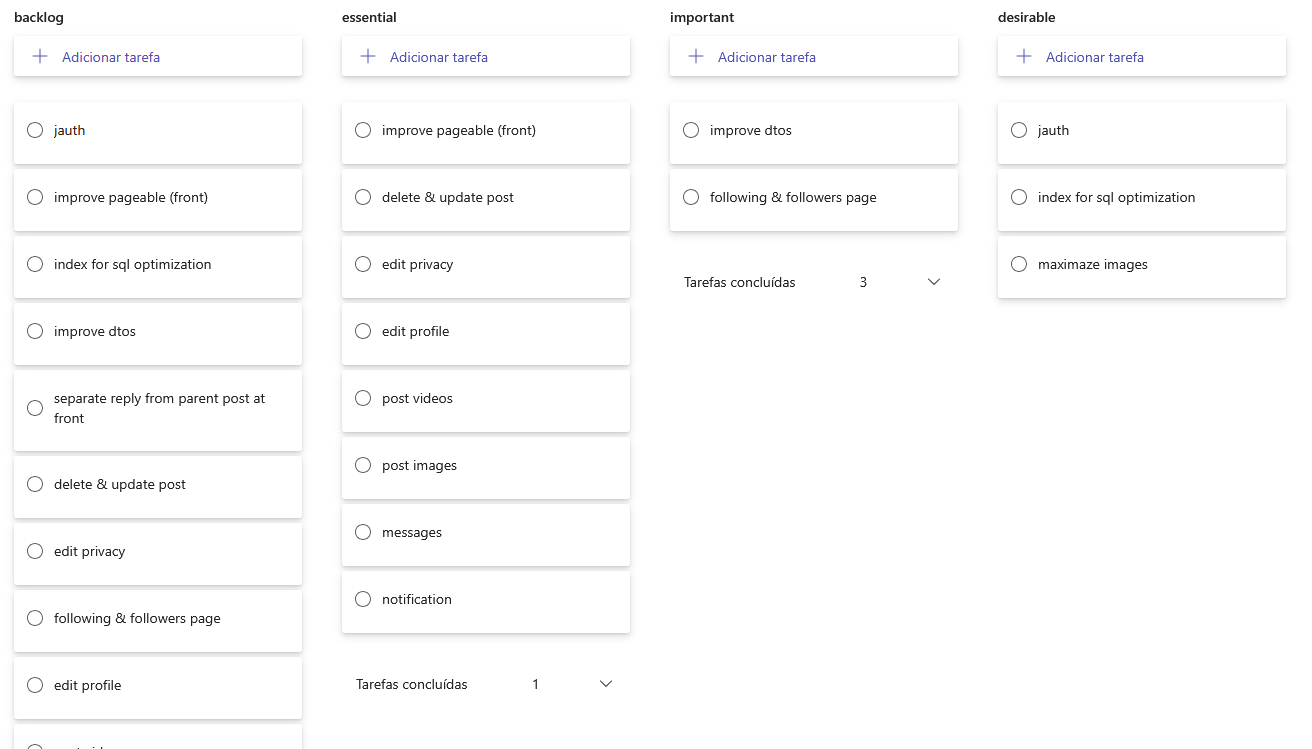 backlog
Adicionar tarefa
jauth
improve pageable (front)
index for sql optimization
improve dtos
separate reply from parent post at
front
delete & update post
edit privacy
following & followers page
edit profile
essential
Adicionar tarefa
improve pageable (front)
delete & update post
edit privacy
edit profile
post videos
post images
messages
notification
Tarefas concluídas 1
important
Adicionar tarefa
improve dtos
following & followers page
Tarefas concluídas 3
desirable
Adicionar tarefa
jauth
index for sql optimization
maximaze images